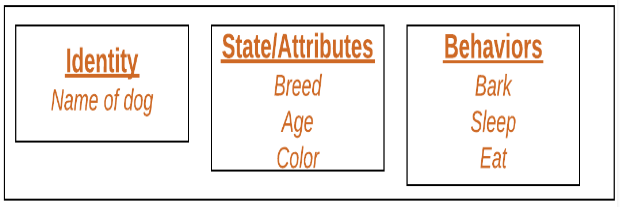 Identity
Name of dog
State/Attributes
Breed
Age
Color
Behaviors
Bark
Sleep
Eat